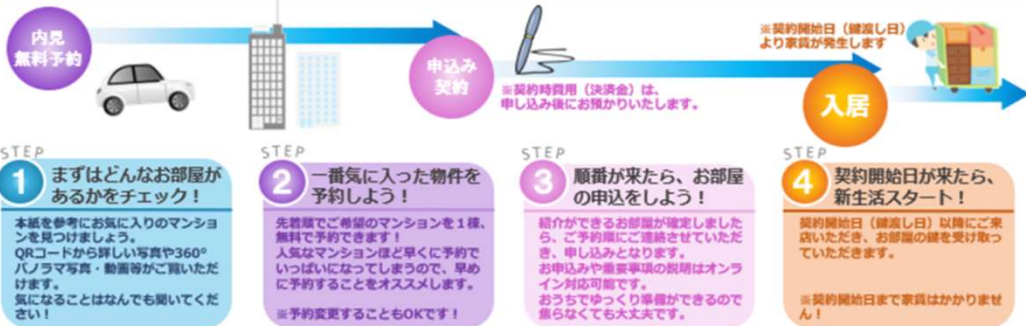 内見
無料予約
申込み
契約
※契約時費用（決済金）は、
申し込み後にお預かりいたします。
※契約開始日（鍵渡し日）
より家賃が発生します
入居
STEP
1
まずはどんなお部屋が
あるかをチェック！
本紙を参考にお気に入りのマンショ
ンを見つけましょう。
QRコードから詳しい写真や360°
パノラマ写真・動画等がご覧いただ
けます。
気になることはなんでも聞いてくだ
さい！
STEP
2
一番気に入った物件を
予約しよう！
先着順でご希望のマンションを１棟、
無料で予約できます！
人気なマンションほど早くに予約で
いっぱいになってしまうので、早め
に予約することをオススメします。
※予約変更することもOKです！
STEP
3
順番が来たら、お部屋
の申込をしよう！
紹介ができるお部屋が確定しました
ら、ご予約順にご連絡させていただ
き、申し込みとなります。
お申込みや重要事項の説明はオンラ
イン対応可能です。
おうちでゆっくり準備ができるので
焦らなくても大丈夫です。
STEP
4
契約開始日が来たら、
新生活スタート！
契約開始日（鍵渡し日）以降にご来
店いただき、お部屋の鍵を受け取っ
ていただきます。
※契約開始日まで家賃はかかりませ
ん！